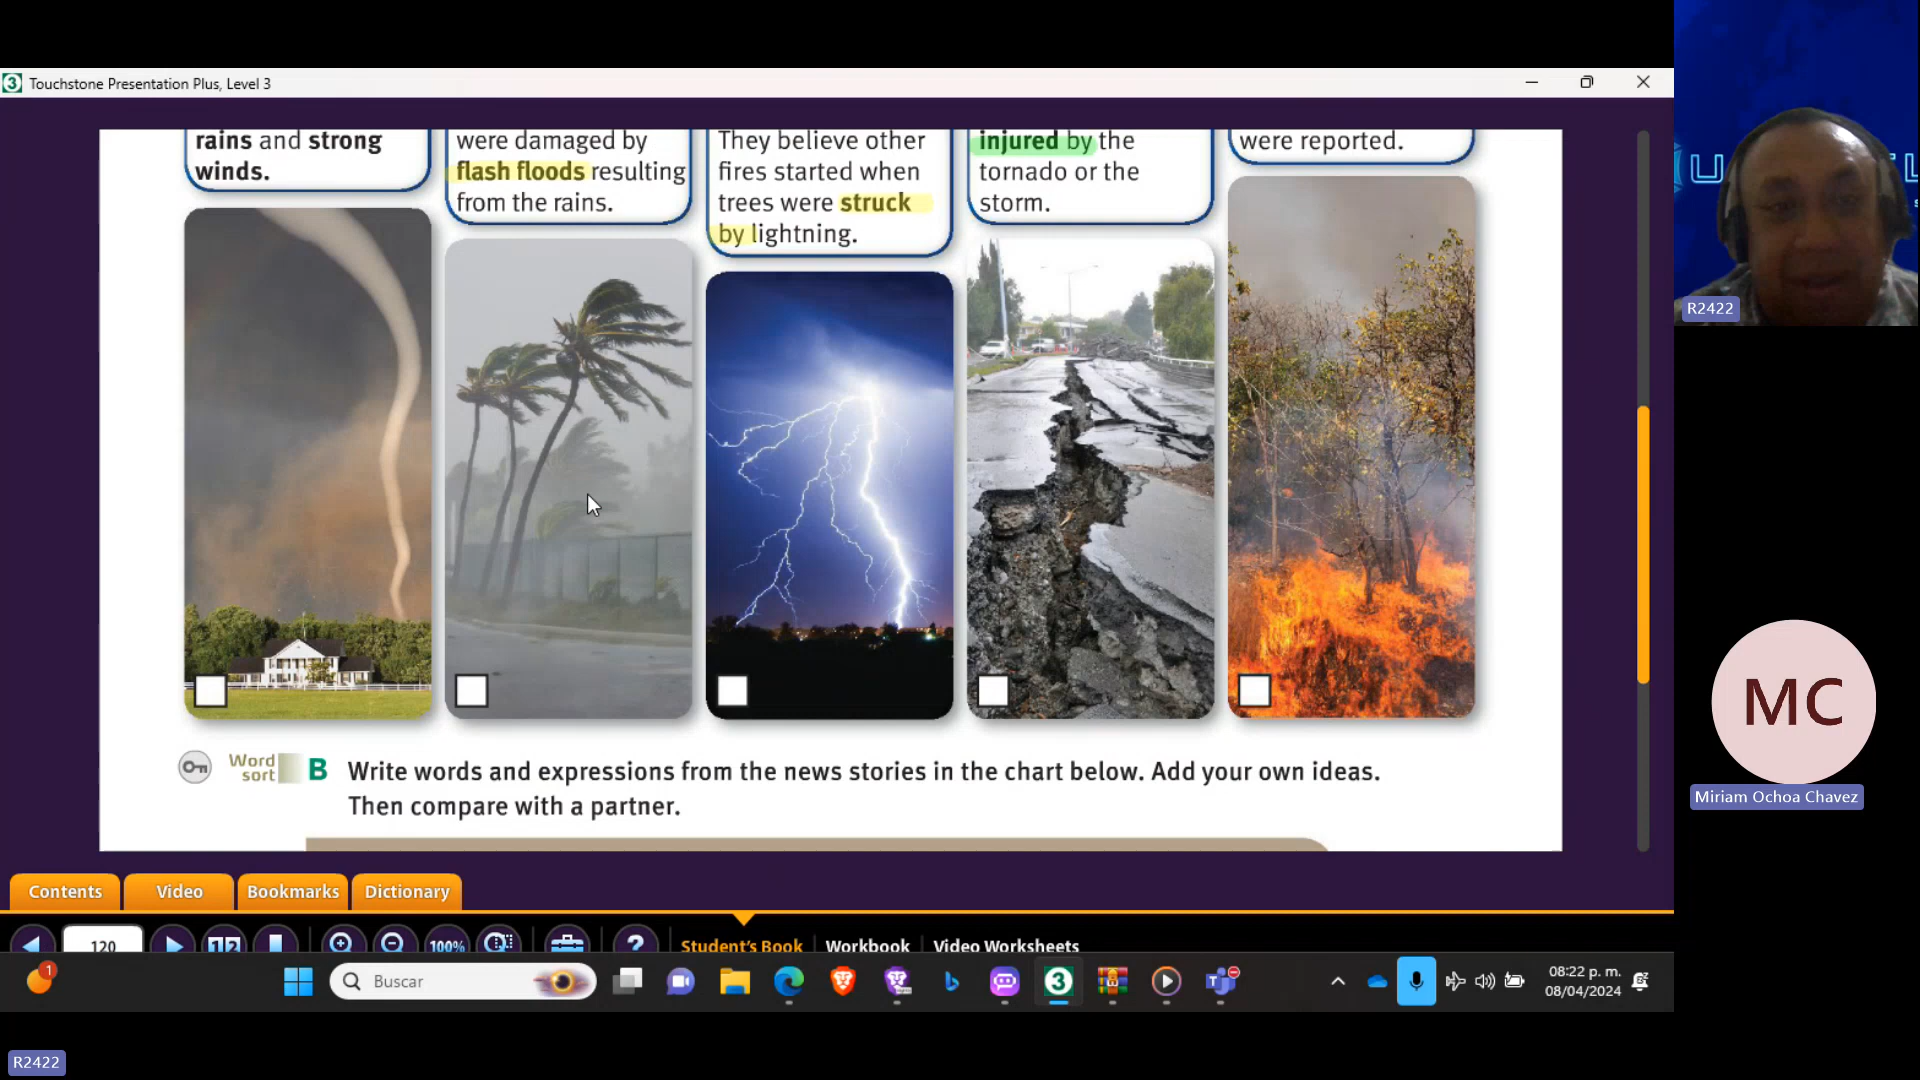 Touchstone Presentation Plus, Level 3
rains and strong
winds.
were damaged by
flash floods resulting
from the rains.
They believe other
fires started when
trees were struck
by lightning.
injured by the
tornado or the
storm.
were reported.
Word
sort
B
Write words and expressions from the news stories in the chart below. Add your own ideas.
Then compare with a partner.
Contents
Video
Bookmarks
Dictionary
120
12
100%
?
Student's Book
Workbook
Video Worksheets
1
Buscar
3
08:22 p. m.
08/04/2024
R2422
MC
Miriam Ochoa Chavez
R2422